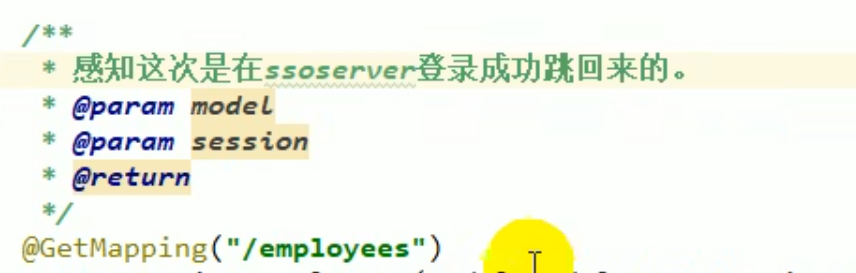 /**
* 感知这次是在ssoserver登录成功跳回来的。
* @param model
* @param session
* @return
*/
@GetMapping("/employees")